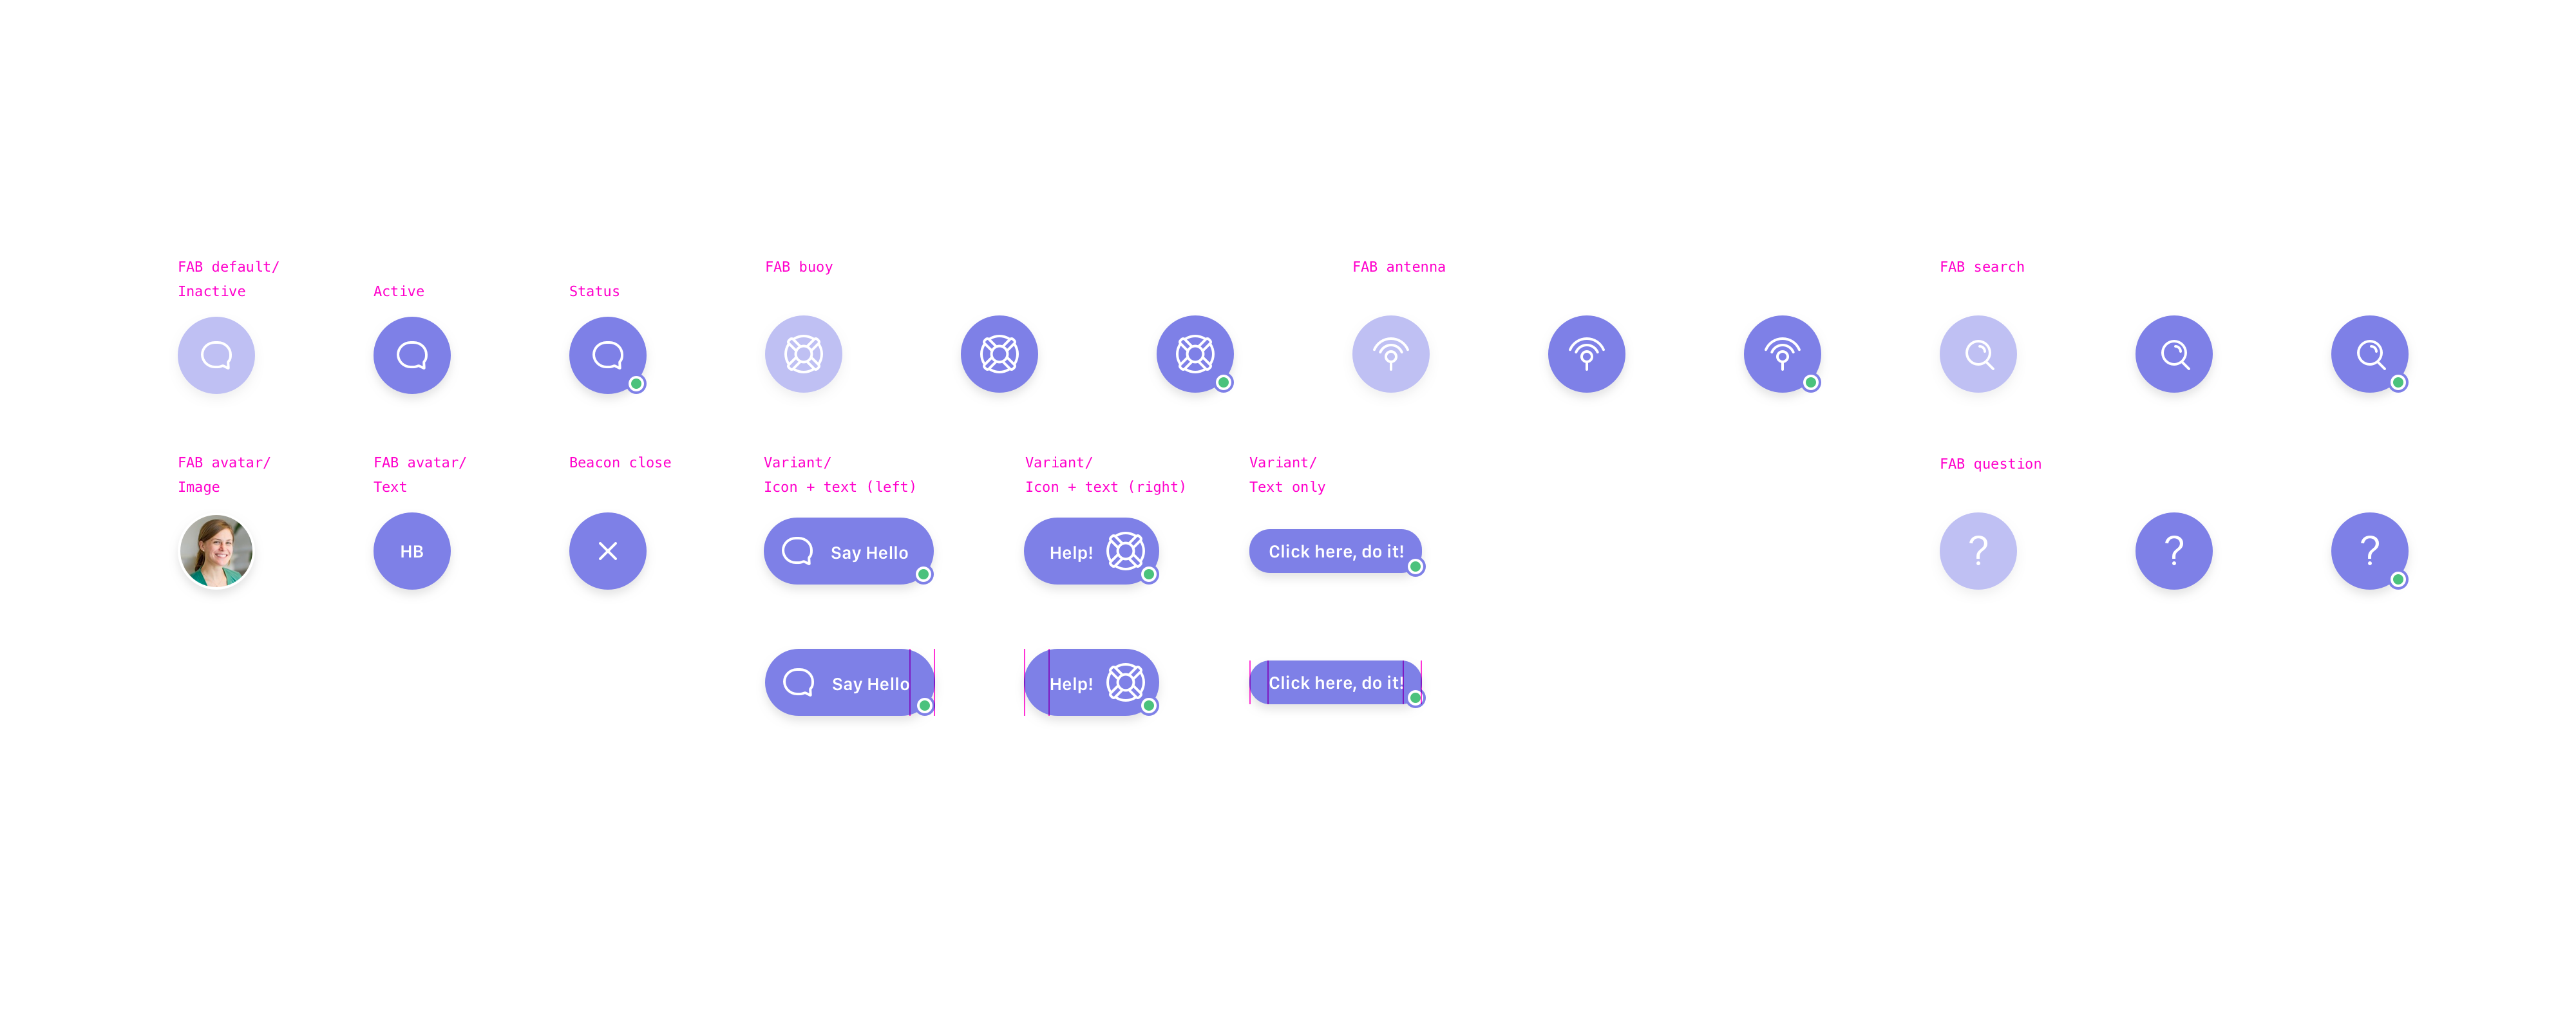 FAB default/
Inactive
Active
Status
FAB buoy
FAB antenna
FAB search
FAB avatar/
Image
FAB avatar/
Text
HB
Beacon close
Variant/
Icon + text (left)
Say Hello
Variant/
Icon + text (right)
Help!
Variant/
Text only
Click here, do it!
FAB question
?
?
?
Say Hello
Help!
Click here, do it!